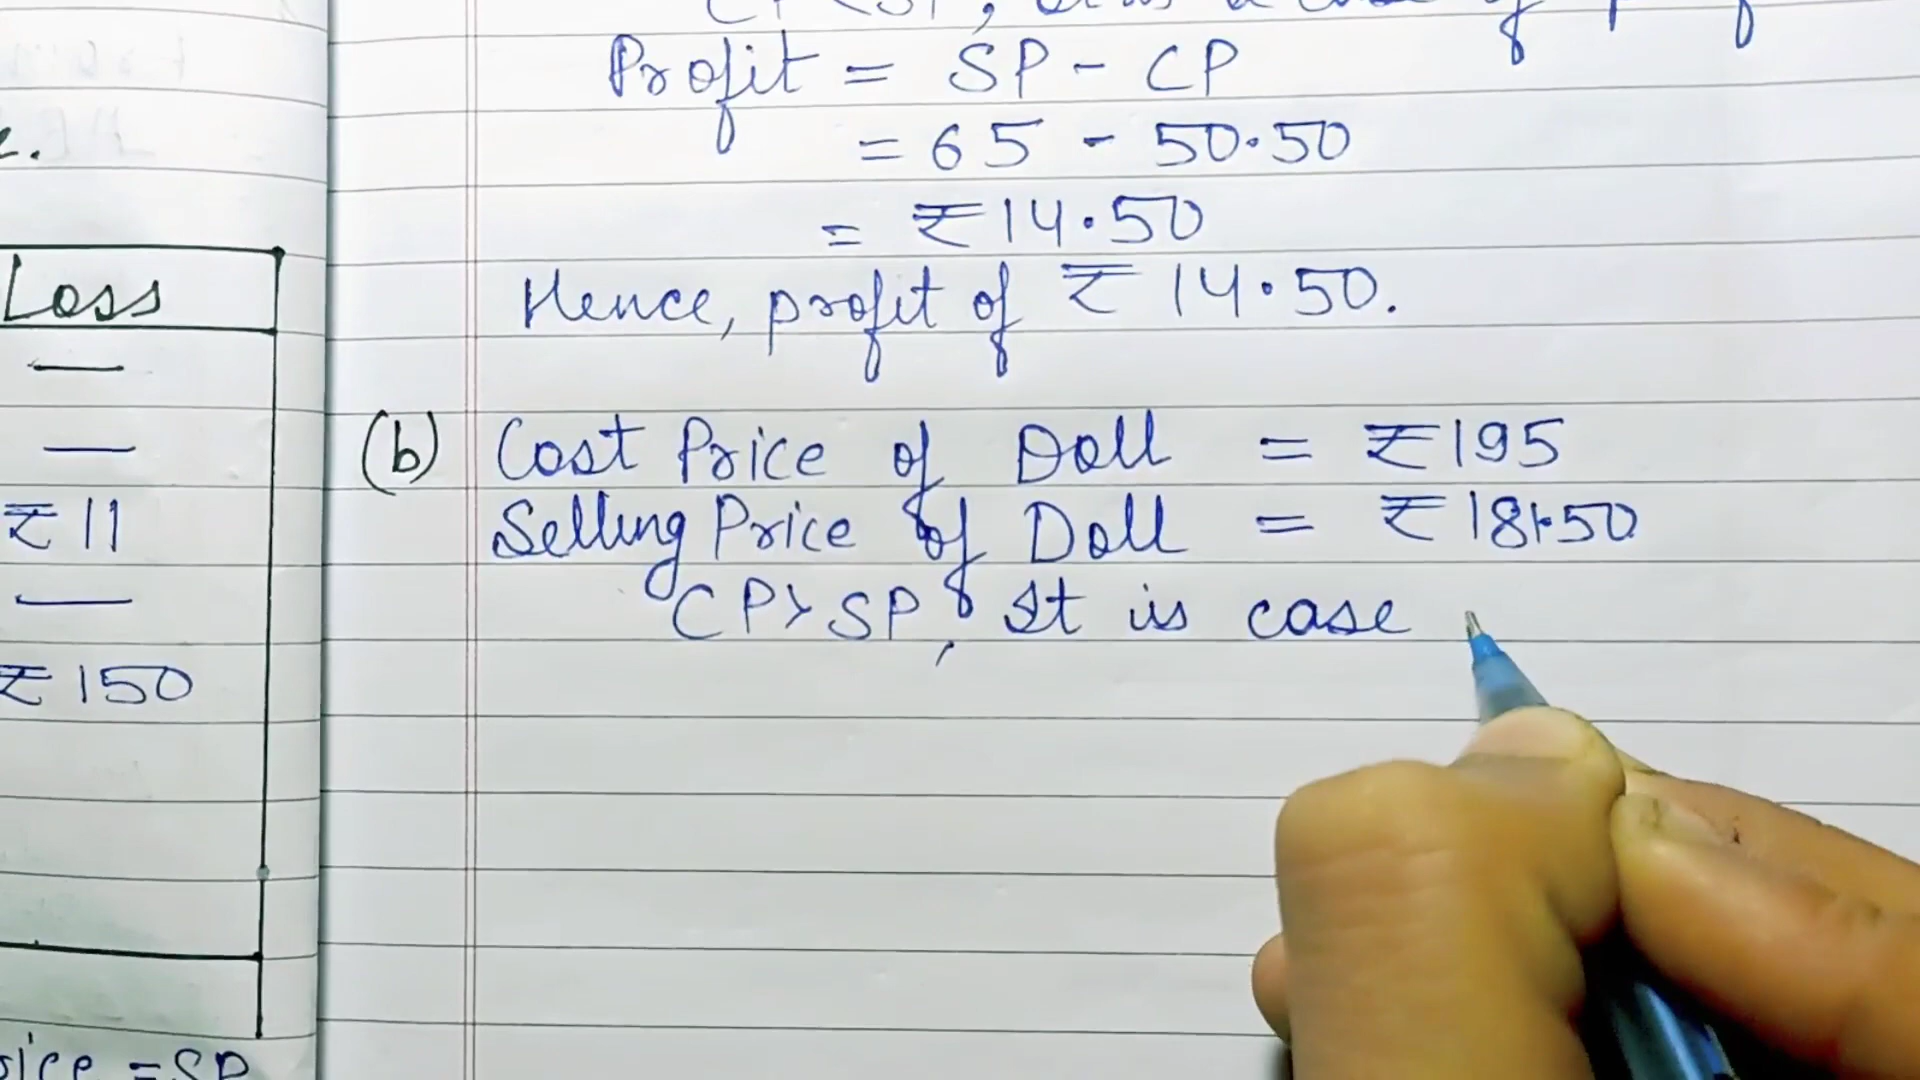 Loss
—
—
₹11
—
₹150
=SP
Profit = SP - CP
= 65 - 50.50
= ₹14.50
Hence, profit of ₹ 14.50.
(b) Cost Price of Doll = ₹195
Selling Price of Doll = ₹181.50
CP>SP, It is case